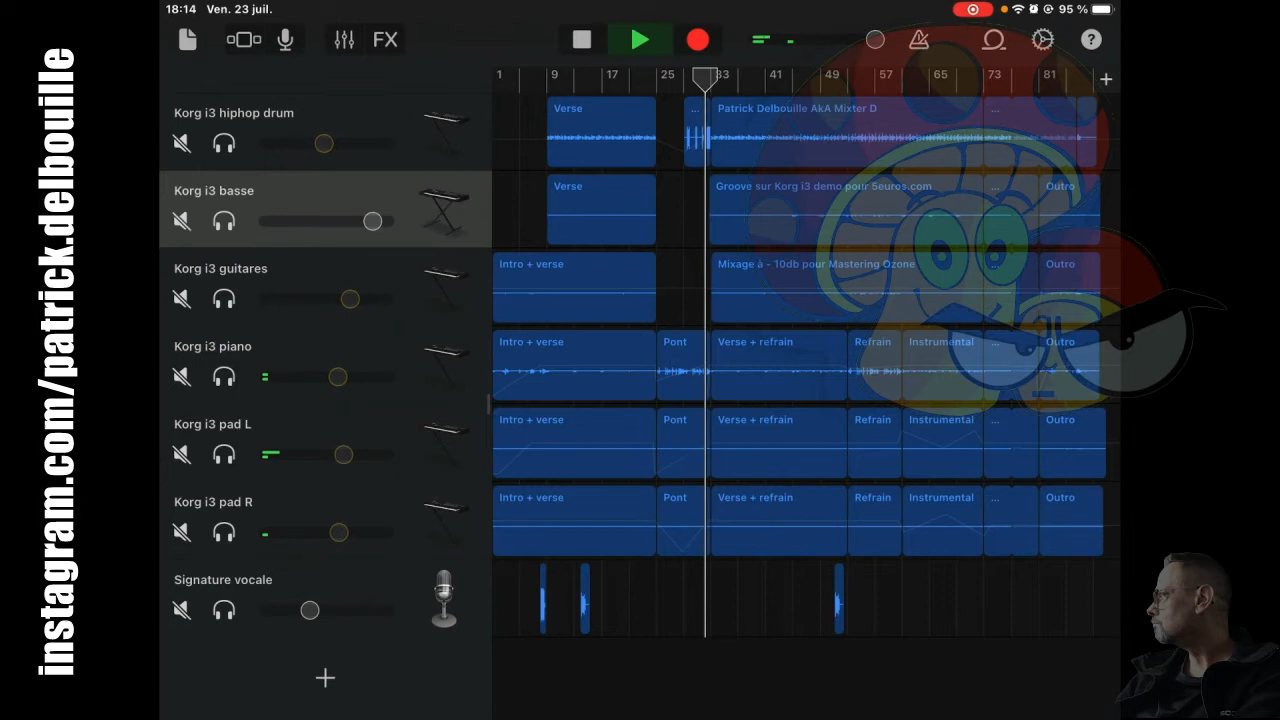 18:14 Ven. 23 juil.
95 %
FX
1 9 17 25 33 41 49 57 65 73 81
instagram.com/patrick.delbouille
Korg i3 hiphop drum
Verse
...
Patrick Delbouille AkA Mixter D
...
Korg i3 basse
Verse
Groove sur Korg i3 demo pour 5euros.com
...
Outro
Korg i3 guitares
Intro + verse
Mixage à - 10db pour Mastering Ozone
...
Outro
Korg i3 piano
Intro + verse
Pont
Verse + refrain
Refrain
Instrumental
...
Outro
Korg i3 pad L
Intro + verse
Pont
Verse + refrain
Refrain
Instrumental
...
Outro
Korg i3 pad R
Intro + verse
Pont
Verse + refrain
Refrain
Instrumental
...
Outro
Signature vocale